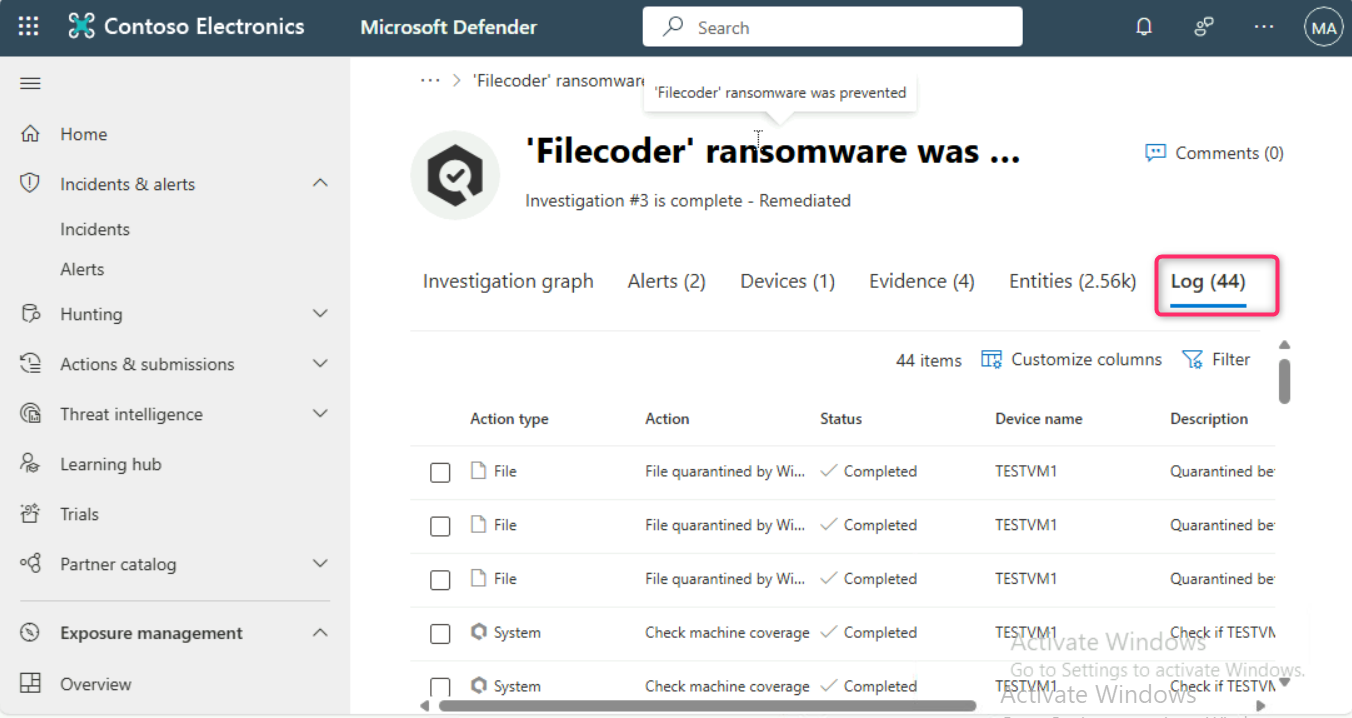 Contoso Electronics Microsoft Defender Search MA
... > 'Filecoder' ransomware
'Filecoder' ransomware was prevented
'Filecoder' ransomware was ...
Comments (0)
Investigation #3 is complete - Remediated
Home
Incidents & alerts
Incidents
Alerts
Hunting
Actions & submissions
Threat intelligence
Learning hub
Trials
Partner catalog
Exposure management
Overview
Investigation graph Alerts (2) Devices (1) Evidence (4) Entities (2.56k) Log (44)
44 items Customize columns Filter
Action type Action Status Device name Description
File File quarantined by Wi... Completed TESTVM1 Quarantined be
File File quarantined by Wi... Completed TESTVM1 Quarantined be
File File quarantined by Wi... Completed TESTVM1 Quarantined be
System Check machine coverage Completed TESTVM1 Check if TESTVM
System Check machine coverage Completed TESTVM1 Check if TESTVM
Activate Windows
Go to Settings to activate Windows.
Activate Windows